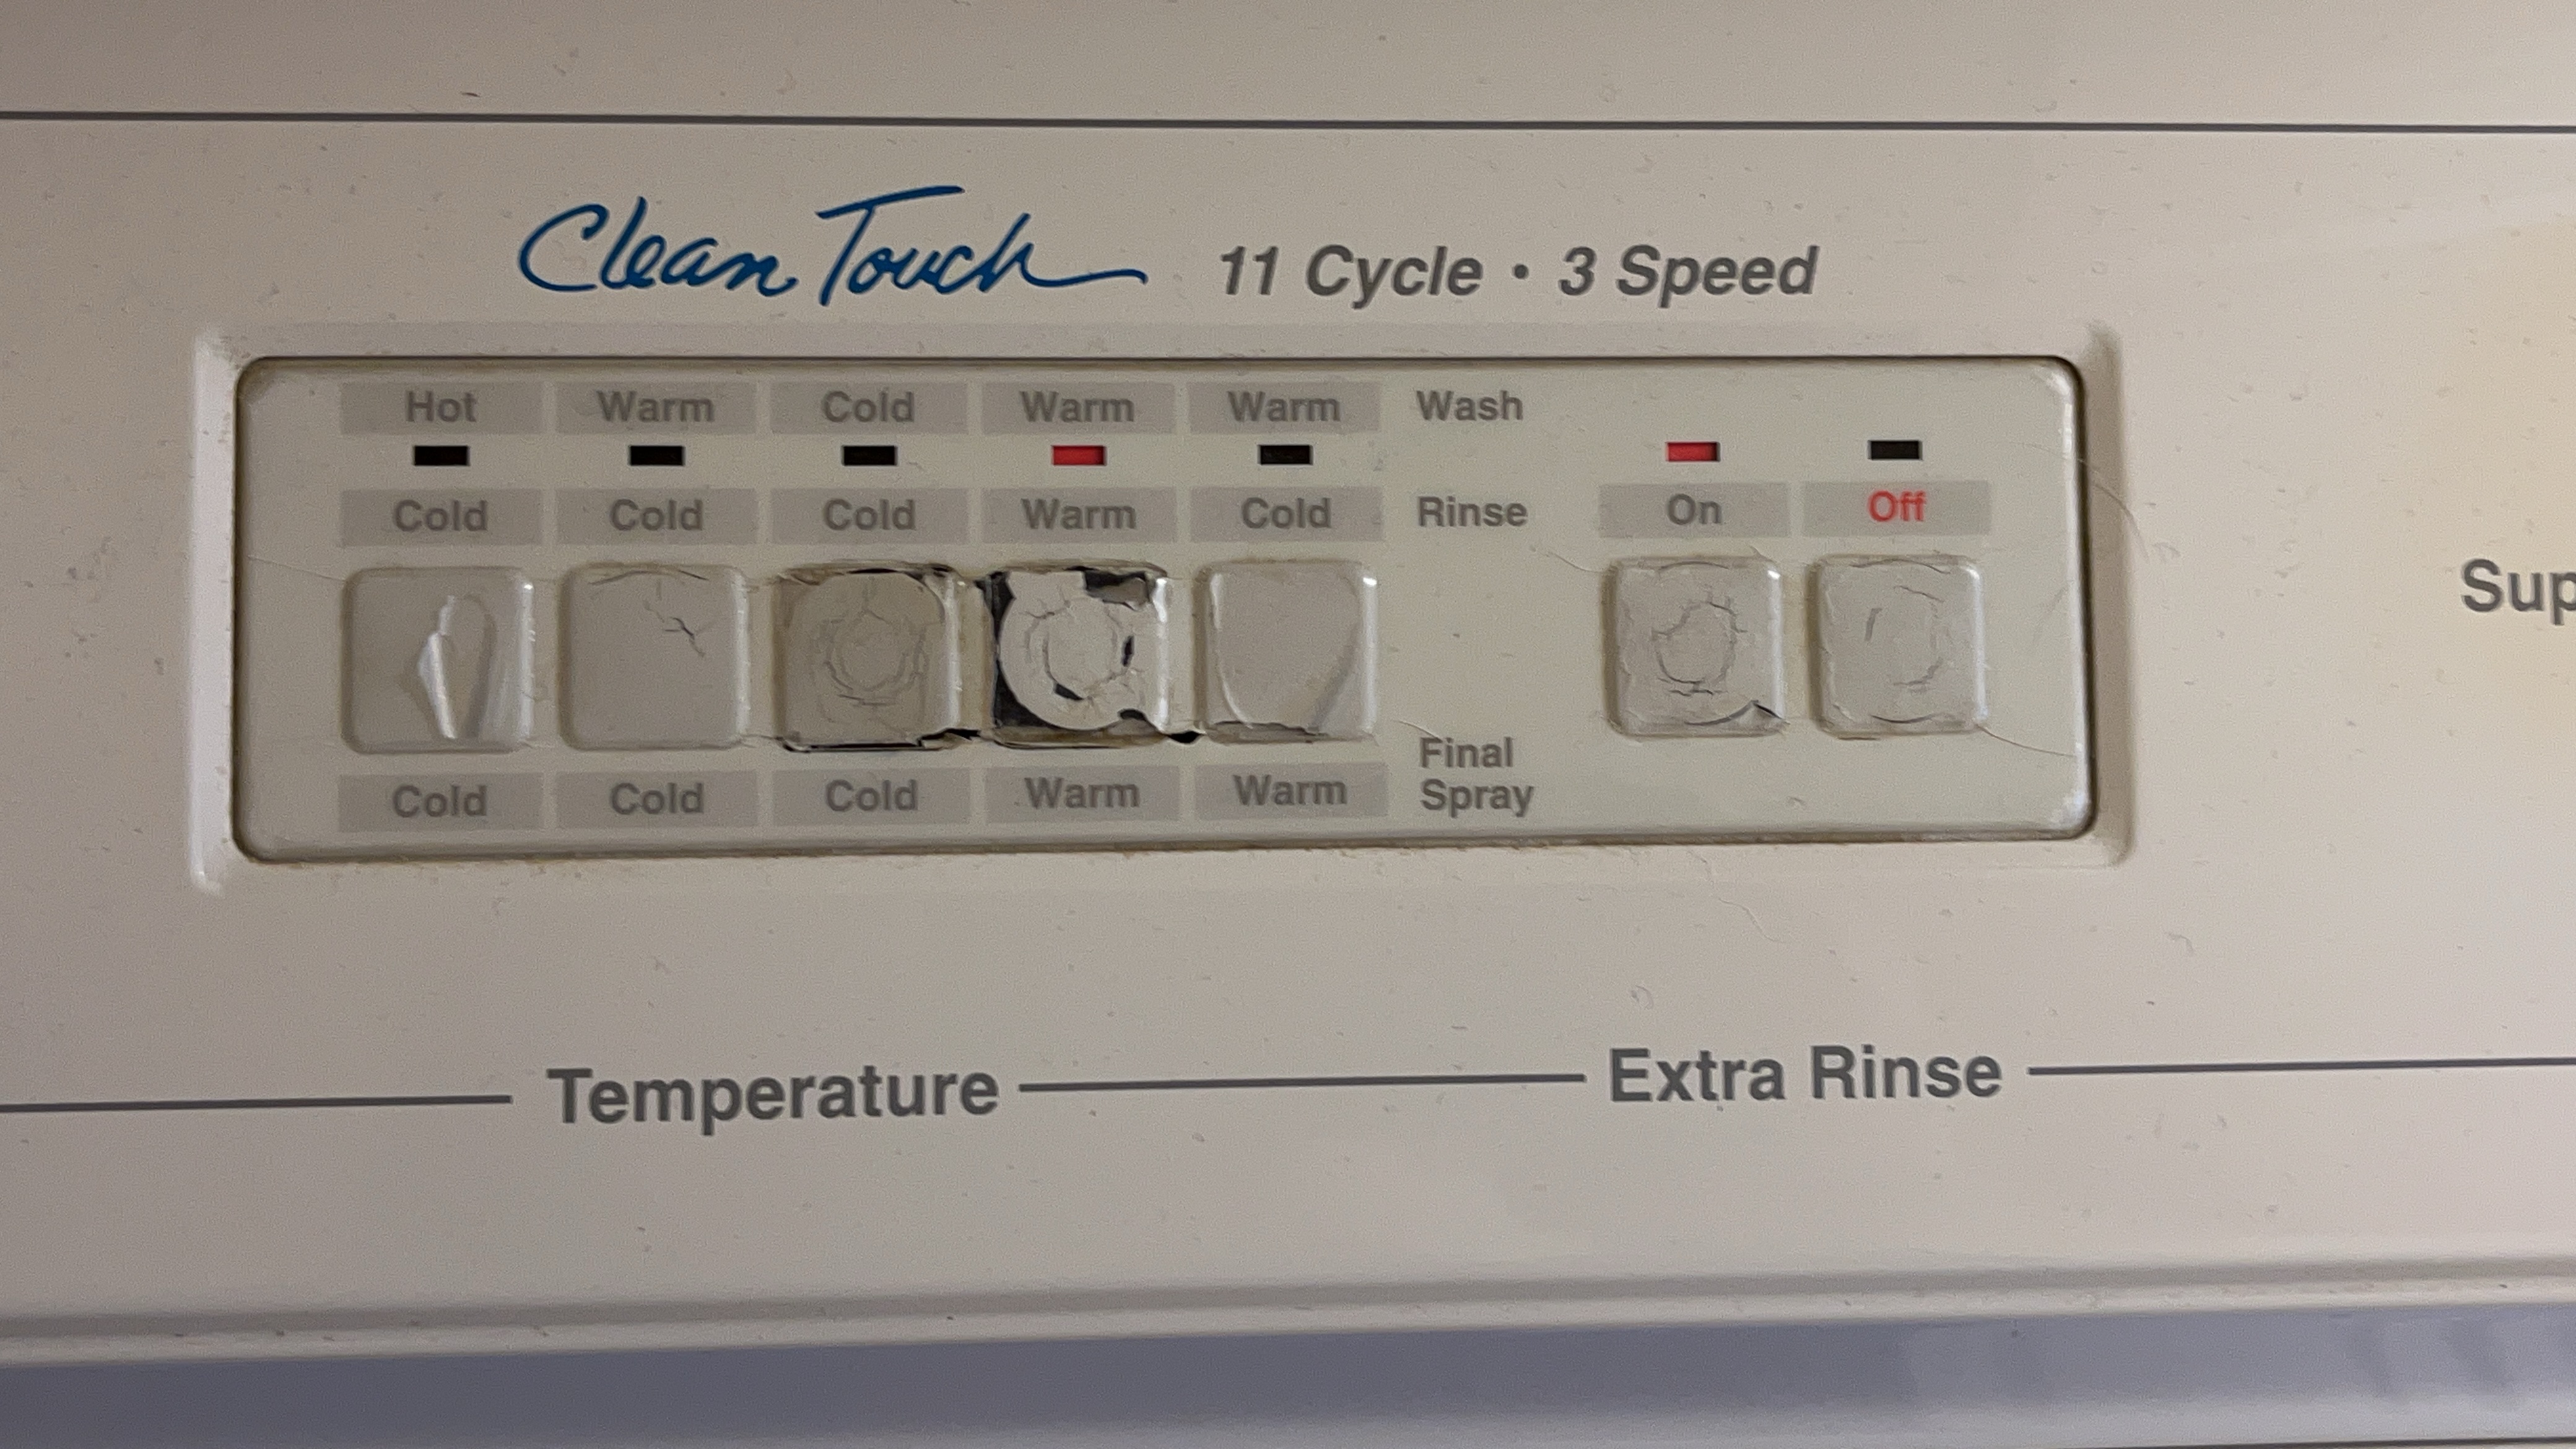 Clean Touch 11 Cycle • 3 Speed
Hot Warm Cold Warm Warm Wash
Cold Cold Cold Warm Cold Rinse On Off
Sup
Final
Cold Cold Cold Warm Warm Spray
Temperature Extra Rinse